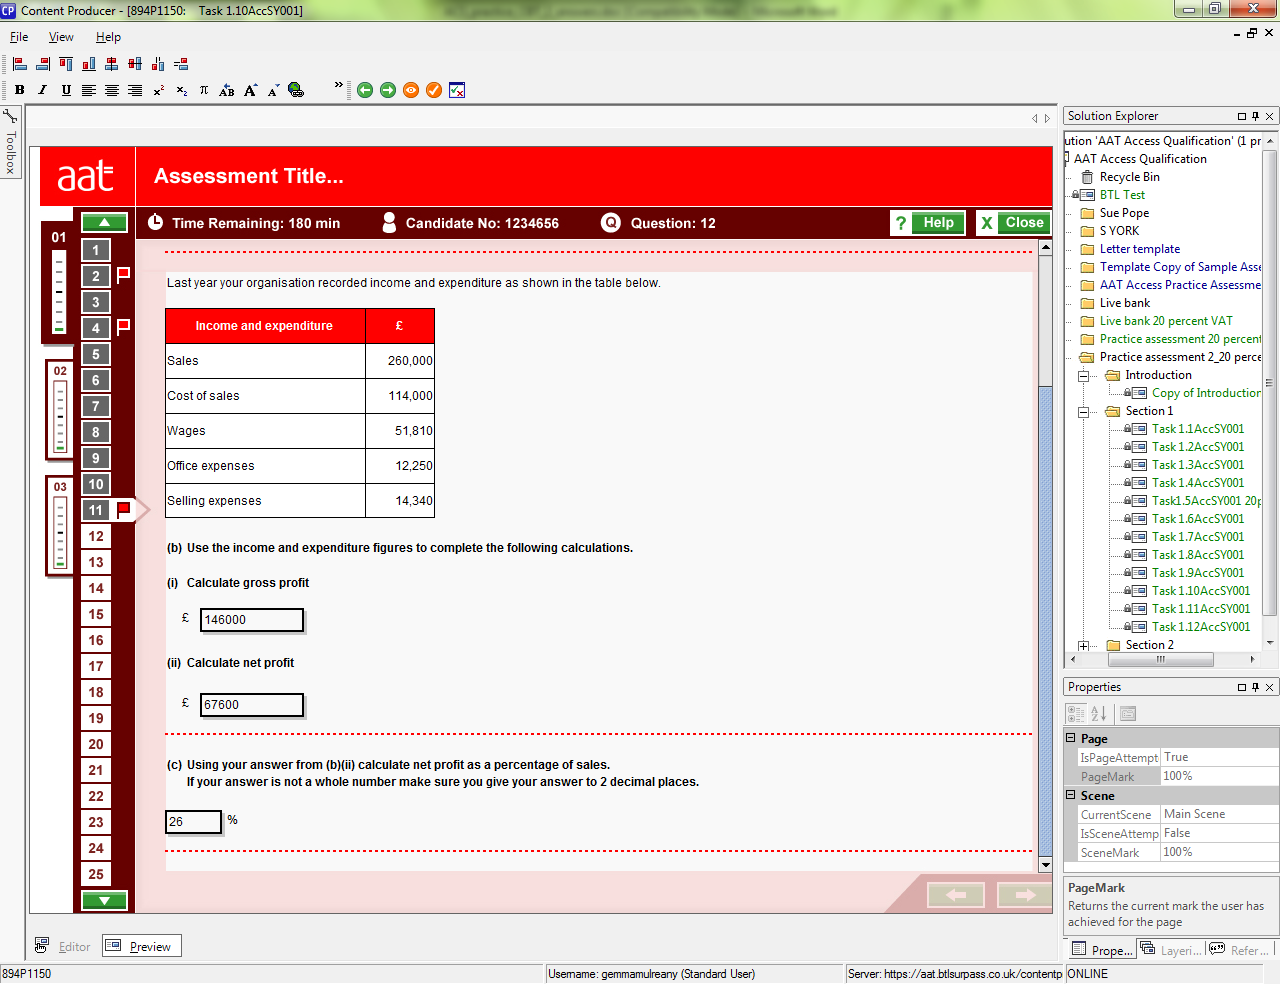 Content Producer - [894P1150:    Task 1.10AccSY001]
File View Help
B I U x² x₂ π AB A A »
Toolbox
aat
Assessment Title...
Time Remaining: 180 min Candidate No: 1234656 Q Question: 12 ? Help X Close
01
02
03
1
2
3
4
5
6
7
8
9
10
11
12
13
14
15
16
17
18
19
20
21
22
23
24
25
Last year your organisation recorded income and expenditure as shown in the table below.
Income and expenditure £
Sales 260,000
Cost of sales 114,000
Wages 51,810
Office expenses 12,250
Selling expenses 14,340
(b) Use the income and expenditure figures to complete the following calculations.
(i) Calculate gross profit
£ 146000
(ii) Calculate net profit
£ 67600
(c) Using your answer from (b)(ii) calculate net profit as a percentage of sales.
If your answer is not a whole number make sure you give your answer to 2 decimal places.
26 %
Editor Preview
Solution Explorer
ution 'AAT Access Qualification' (1 pr
AAT Access Qualification
Recycle Bin
BTL Test
Sue Pope
S YORK
Letter template
Template Copy of Sample Asse
AAT Access Practice Assessme
Live bank
Live bank 20 percent VAT
Practice assessment 20 percent
Practice assessment 2_20 perce
Introduction
Copy of Introduction
Section 1
Task 1.1AccSY001
Task 1.2AccSY001
Task 1.3AccSY001
Task 1.4AccSY001
Task1.5AccSY001 20p
Task 1.6AccSY001
Task 1.7AccSY001
Task 1.8AccSY001
Task 1.9AccSY001
Task 1.10AccSY001
Task 1.11AccSY001
Task 1.12AccSY001
Section 2
Properties
Page
IsPageAttempt True
PageMark 100%
Scene
CurrentScene Main Scene
IsSceneAttemp False
SceneMark 100%
PageMark
Returns the current mark the user has
achieved for the page
Prope... Layeri... Refer...
894P1150 Username: gemmamulreany (Standard User) Server: https://aat.btlsurpass.co.uk/contentp ONLINE